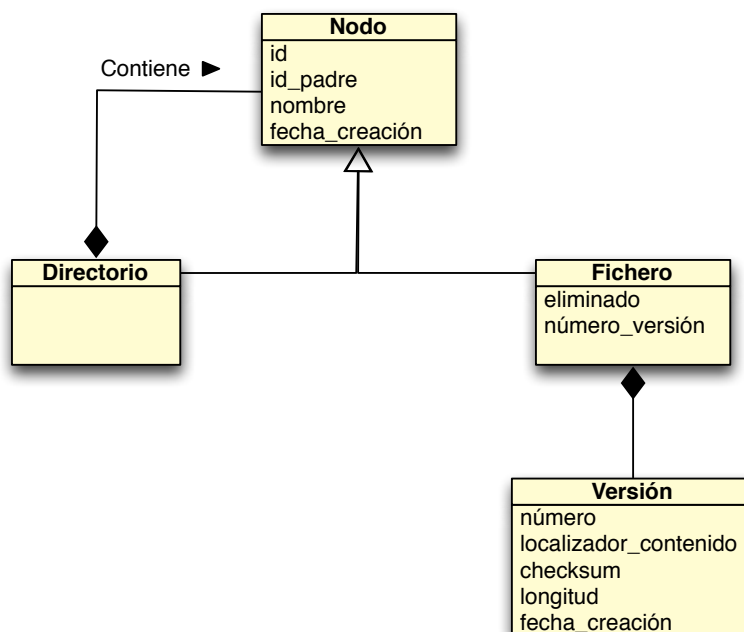 Nodo
id
id_padre
nombre
fecha_creación
Contiene
Directorio
Fichero
eliminado
número_versión
Versión
número
localizador_contenido
checksum
longitud
fecha_creación